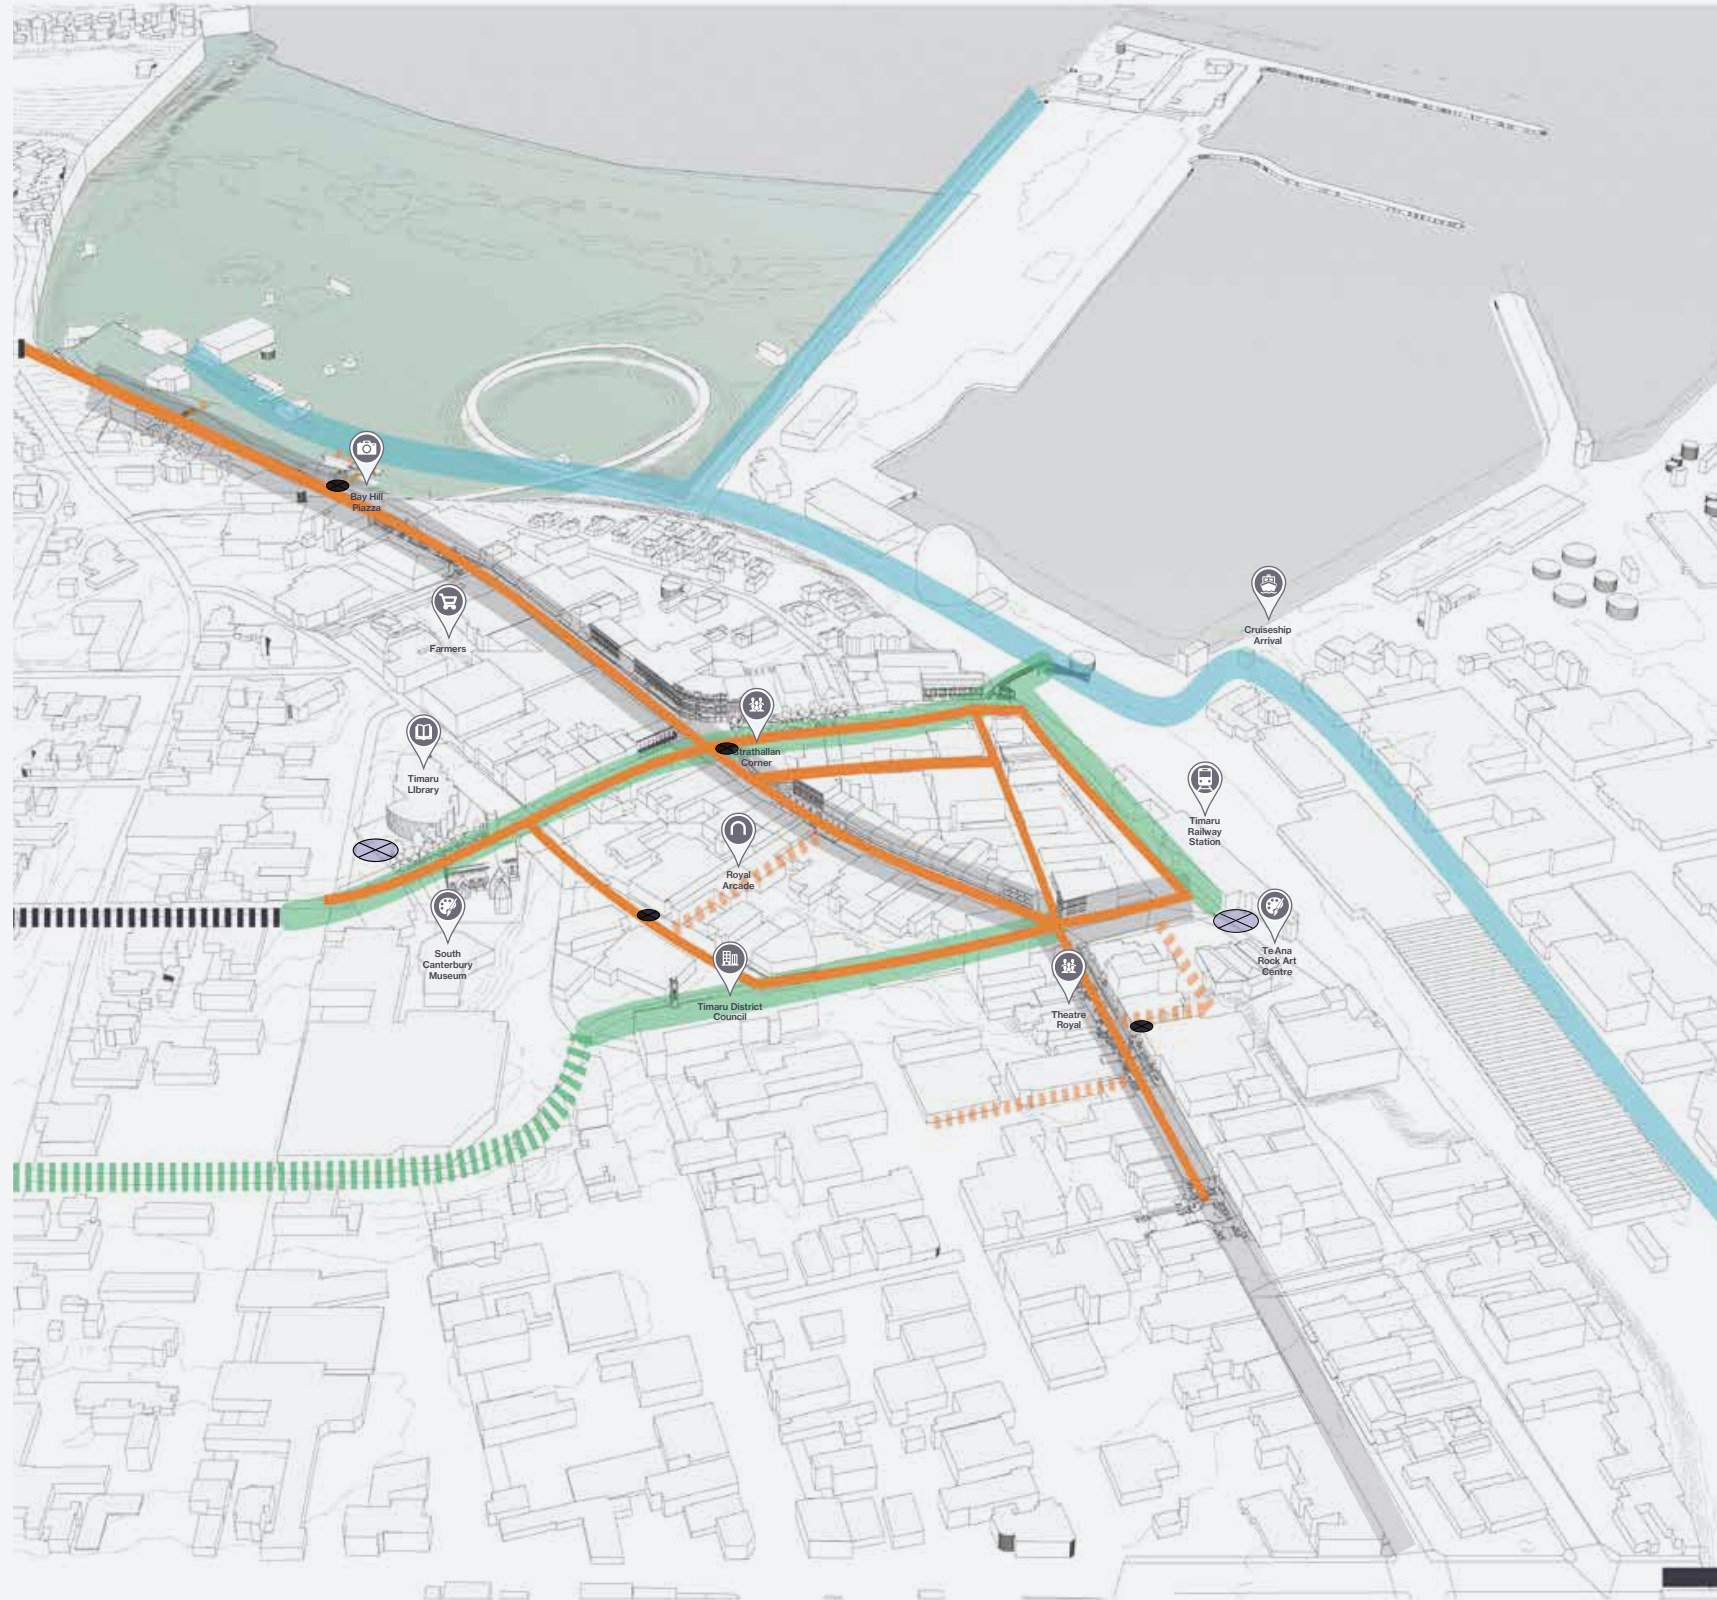 Bay Hill
Piazza
Farmers
Cruiseship
Arrival
Strathallan
Corner
Timaru
Library
Timaru
Railway
Station
Royal
Arcade
South
Canterbury
Museum
Te Ana
Rock Art
Centre
Timaru District
Council
Theatre
Royal